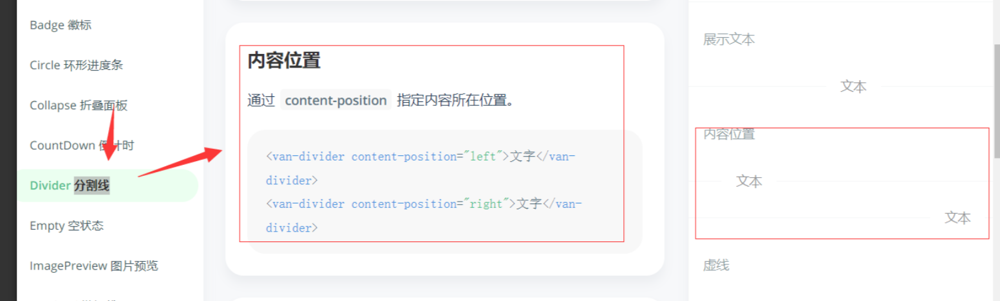 Badge 徽标
Circle 环形进度条
Collapse 折叠面板
CountDown 倒计时
Divider 分割线
Empty 空状态
ImagePreview 图片预览
内容位置
通过 content-position 指定内容所在位置。
<van-divider content-position="left">文字</van-
divider>
<van-divider content-position="right">文字</van-
divider>
展示文本
文本
内容位置
文本
文本
虚线